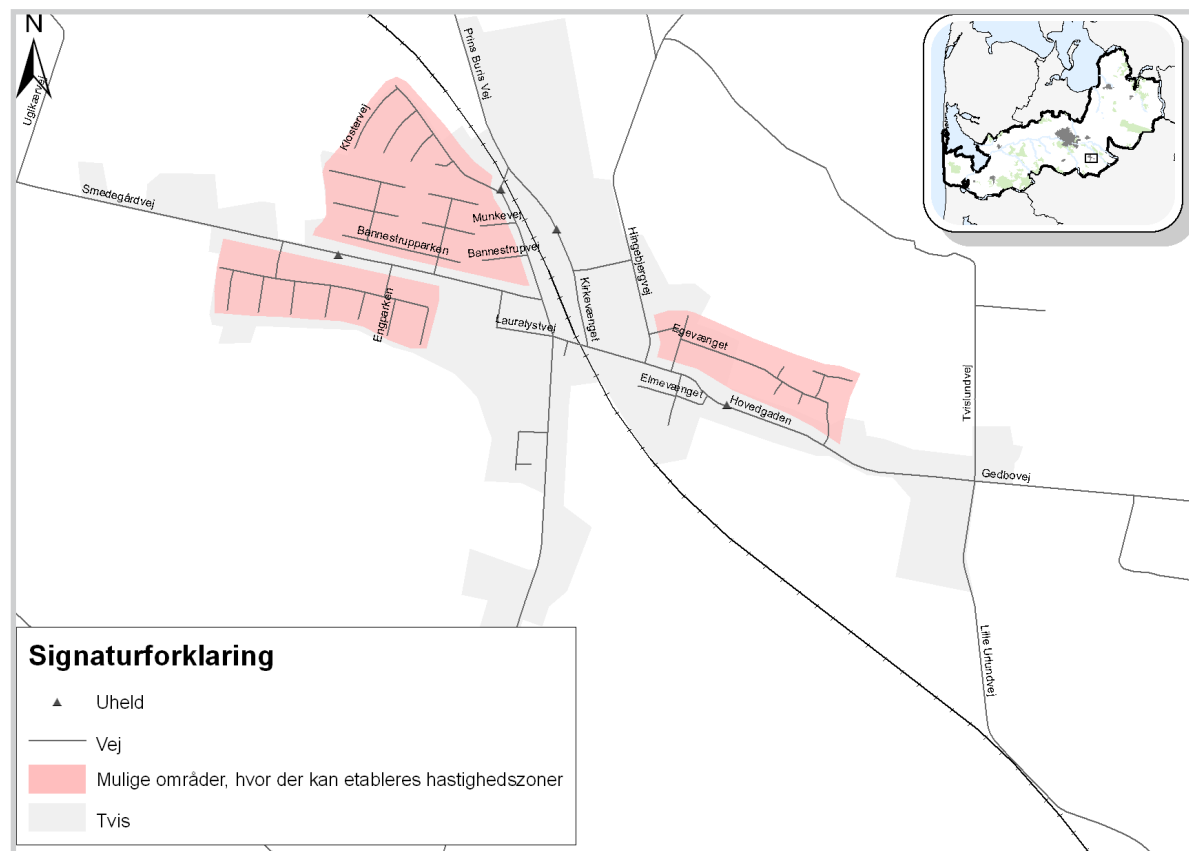 N
Prins Buris Vej
Uglkærvej
Klostervej
Smedegårdvej
Munkevej
Bannestrupparken
Bannestrupvej
Hingebjergvej
Kirkevænget
Engparken
Lauralystvej
Egevænget
Elmevænget
Hovedgaden
Tvislundvej
Gedbovej
Lille Urlundvej
Signaturforklaring
Uheld
Vej
Mulige områder, hvor der kan etableres hastighedszoner
Tvis